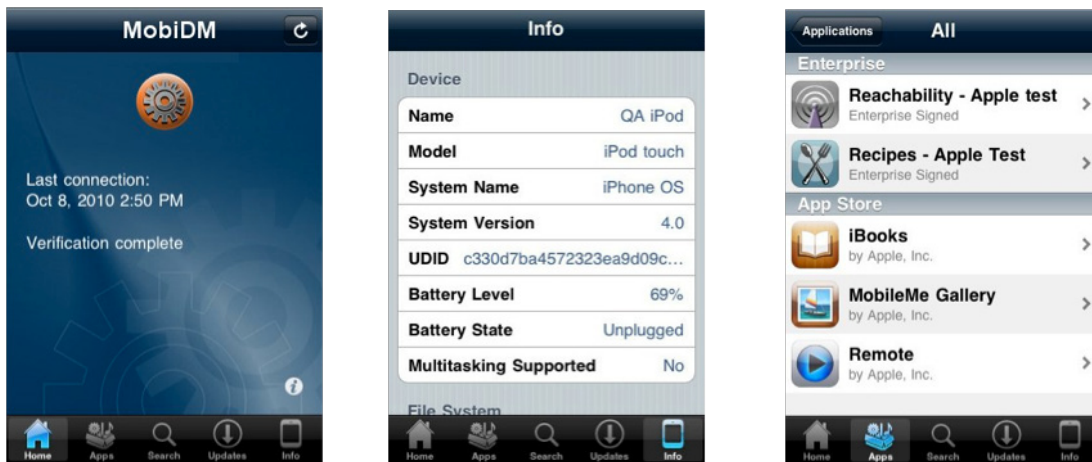 MobiDM
Last connection:
Oct 8, 2010 2:50 PM
Verification complete
Home Apps Search Updates Info
Info
Device
Name QA iPod
Model iPod touch
System Name iPhone OS
System Version 4.0
UDID c330d7ba4572323ea9d09c...
Battery Level 69%
Battery State Unplugged
Multitasking Supported No
File System
Home Apps Search Updates Info
Applications All
Enterprise
Reachability - Apple test
Enterprise Signed
Recipes - Apple Test
Enterprise Signed
App Store
iBooks
by Apple, Inc.
MobileMe Gallery
by Apple, Inc.
Remote
by Apple, Inc.
Home Apps Search Updates Info